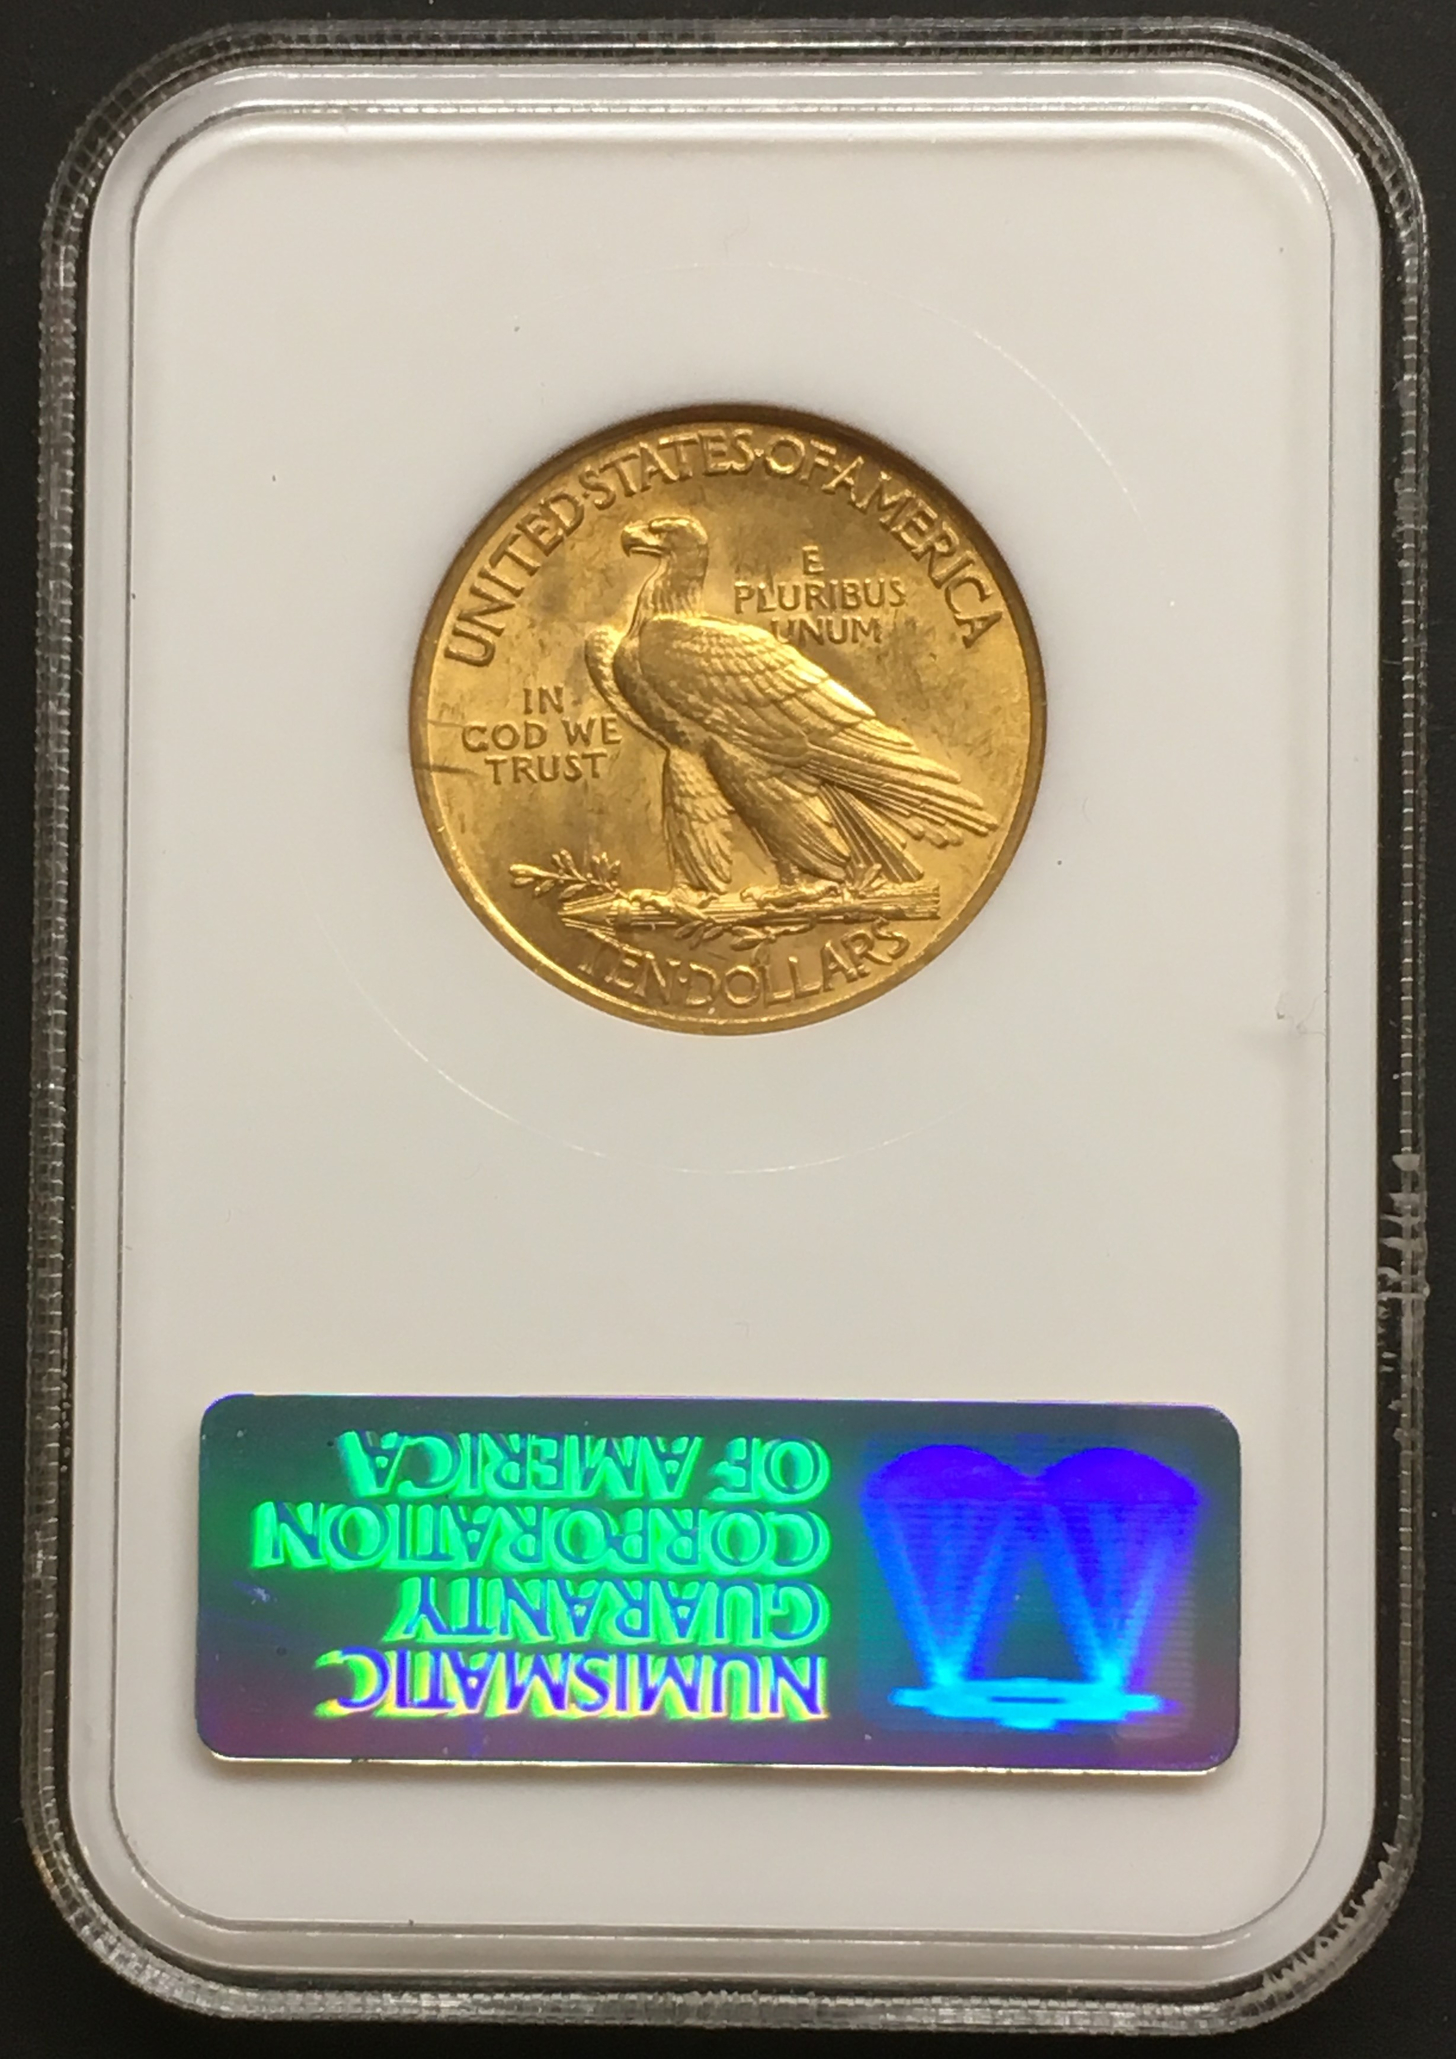 UNITED·STATES·OF·AMERICA
E
PLURIBUS
UNUM
IN
GOD WE
TRUST
TEN·DOLLARS
NUMISMATIC
GUARANTY
CORPORATION
OF AMERICA